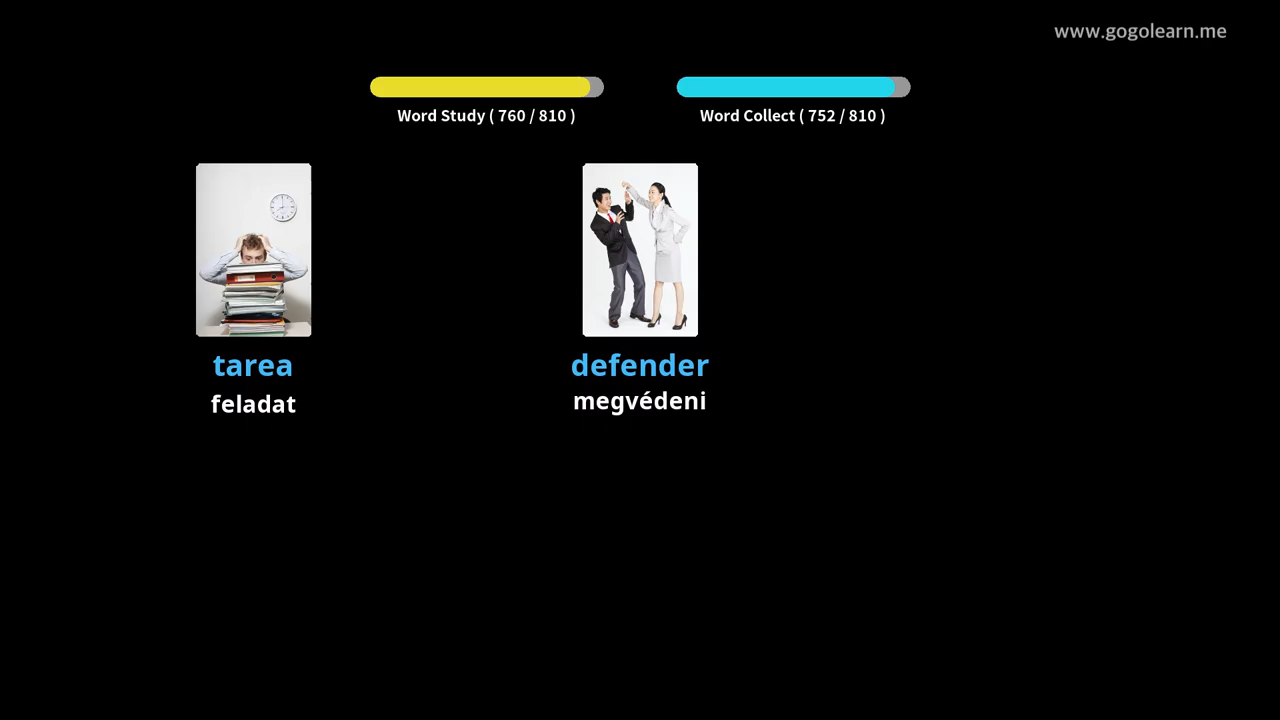 www.gogolearn.me
Word Study ( 760 / 810 )
Word Collect ( 752 / 810 )
tarea
feladat
defender
megvédeni